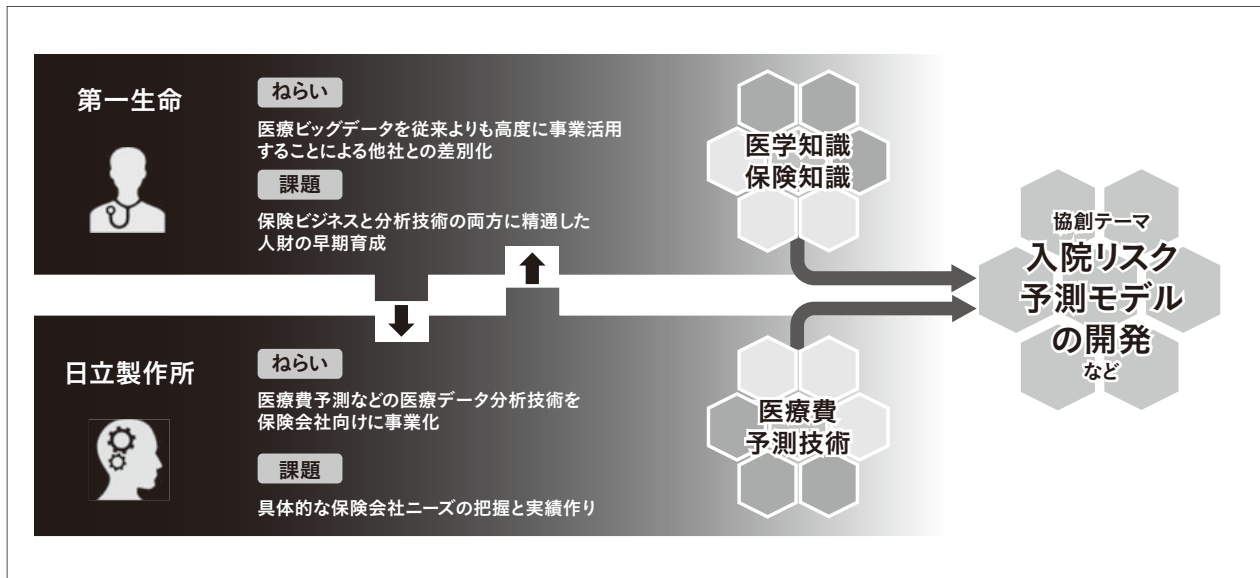 第一生命
ねらい
医療ビッグデータを従来よりも高度に事業活用
することによる他社との差別化
課題
保険ビジネスと分析技術の両方に精通した
人財の早期育成
医学知識
保険知識
日立製作所
ねらい
医療費予測などの医療データ分析技術を
保険会社向けに事業化
課題
具体的な保険会社ニーズの把握と実績作り
医療費
予測技術
協創テーマ
入院リスク
予測モデル
の開発
など